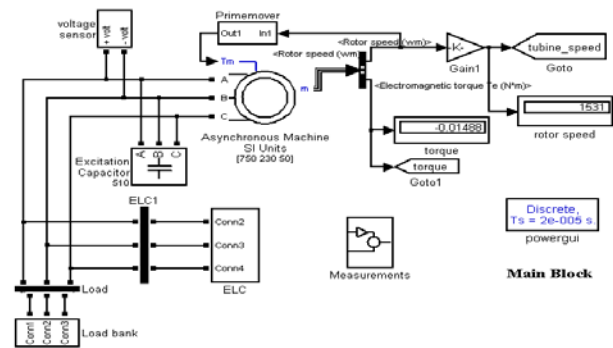 voltage
sensor
+ volt
- volt
Primemover
Out1
In1
<Rotor speed (wm)>
<Rotor speed (wm)>
-K-
Gain1
tubine_speed
Goto
Tm
A
B
C
m
<Electromagnetic torque Te (N*m)>
1531
rotor speed
-0.01488
torque
torque
Goto1
Asynchronous Machine
SI Units
[750 230 50]
A
B
C
Excitation
Capacitor
510
ELC1
Conn2
Conn3
Conn4
ELC
Measurements
Discrete,
Ts = 2e-005 s.
powergui
Main Block
Load
Conn1
Conn2
Conn3
Load bank